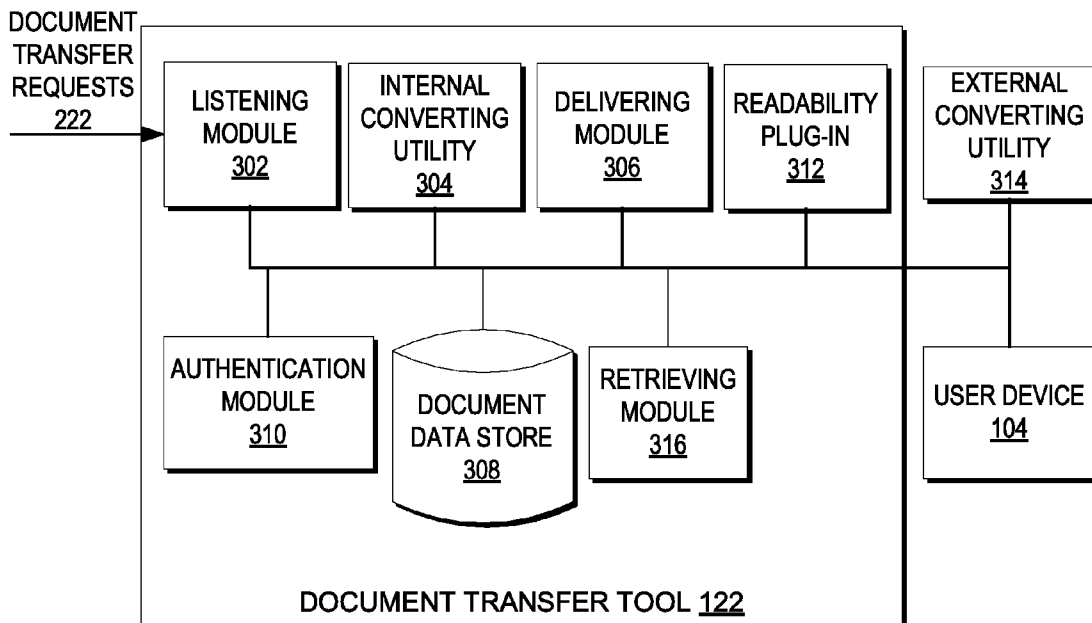 DOCUMENT
TRANSFER
REQUESTS
222
LISTENING
MODULE
302
INTERNAL
CONVERTING
UTILITY
304
DELIVERING
MODULE
306
READABILITY
PLUG-IN
312
EXTERNAL
CONVERTING
UTILITY
314
AUTHENTICATION
MODULE
310
DOCUMENT
DATA STORE
308
RETRIEVING
MODULE
316
USER DEVICE
104
DOCUMENT TRANSFER TOOL 122